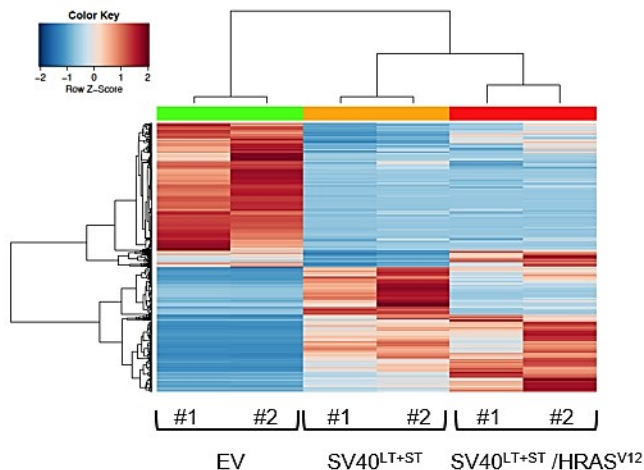 Color Key
-2 -1 0 1 2
Row Z-Score
#1 #2 #1 #2 #1 #2
EV SV40LT+ST SV40LT+ST /HRASV12